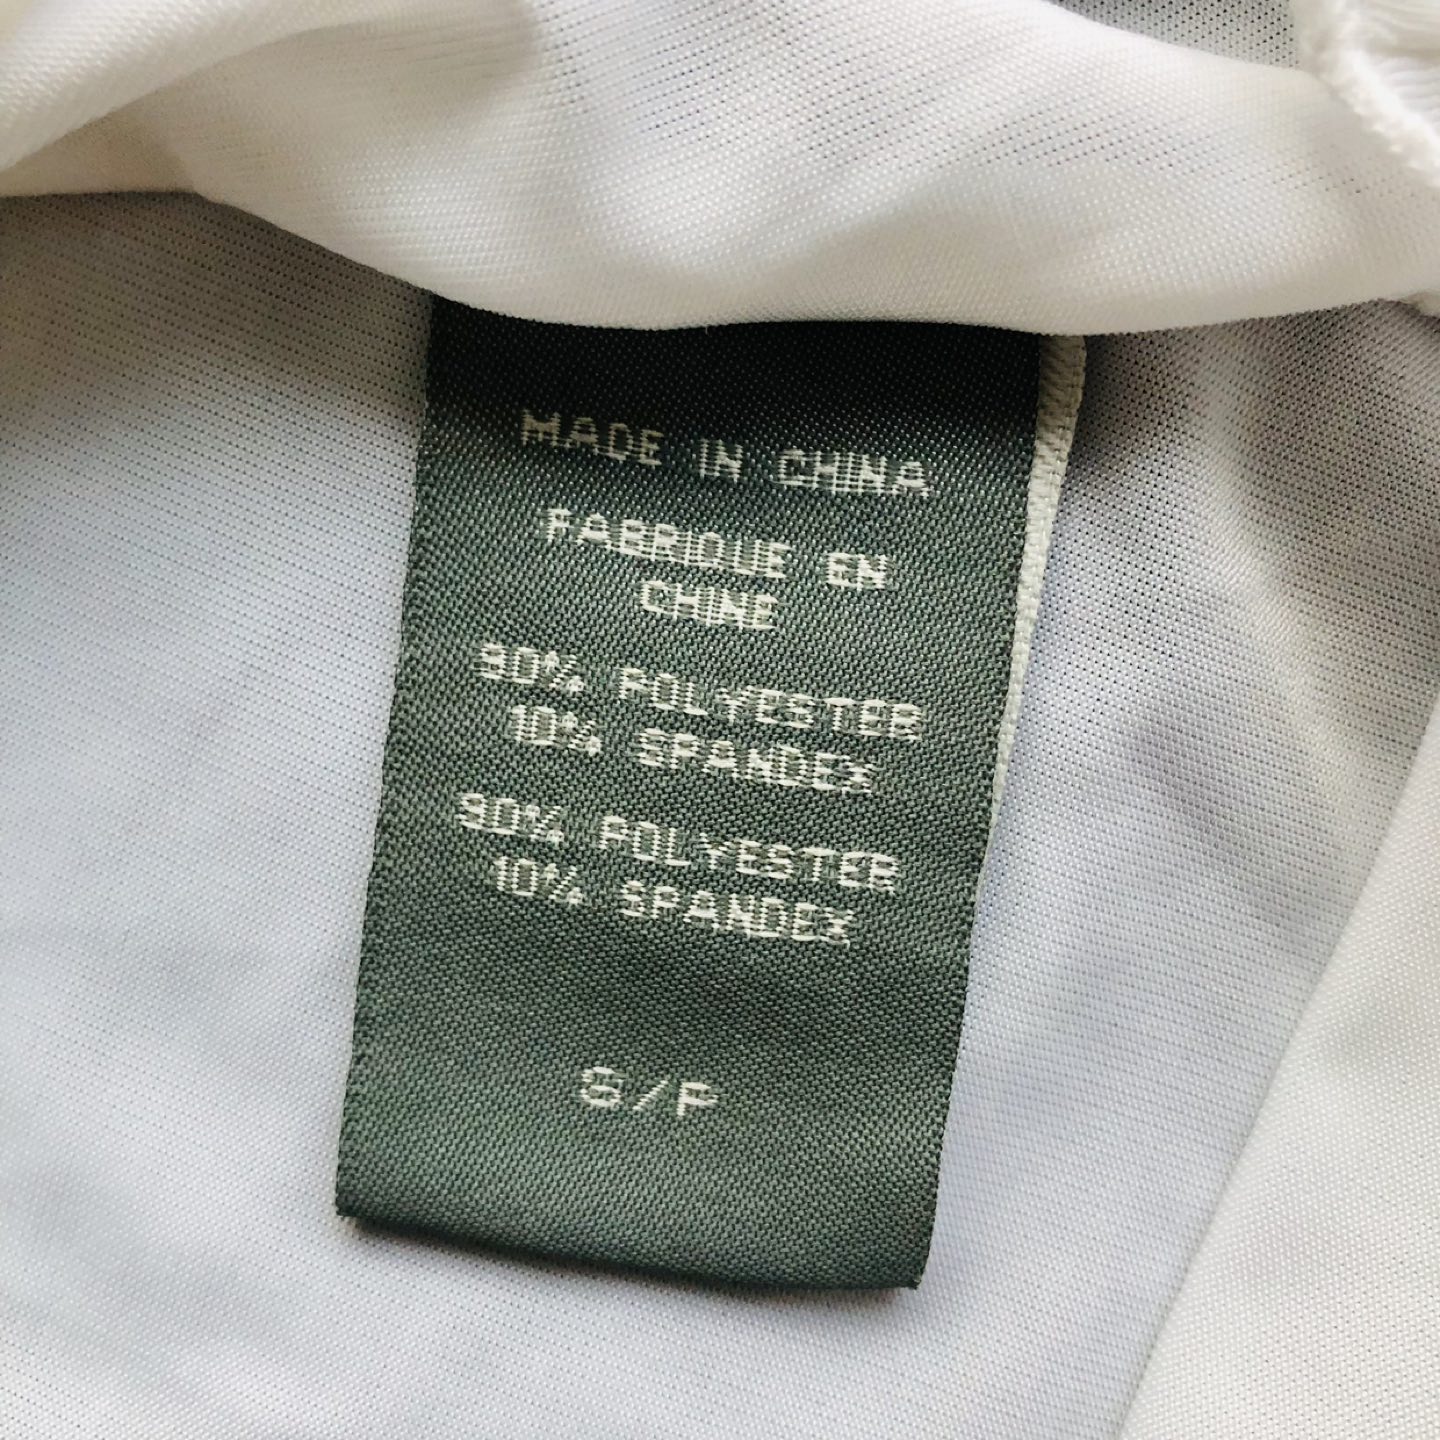 MADE IN CHINA
FABRIQUE EN
CHINE
90% POLYESTER
10% SPANDEX
90% POLYESTER
10% SPANDEX
S/P